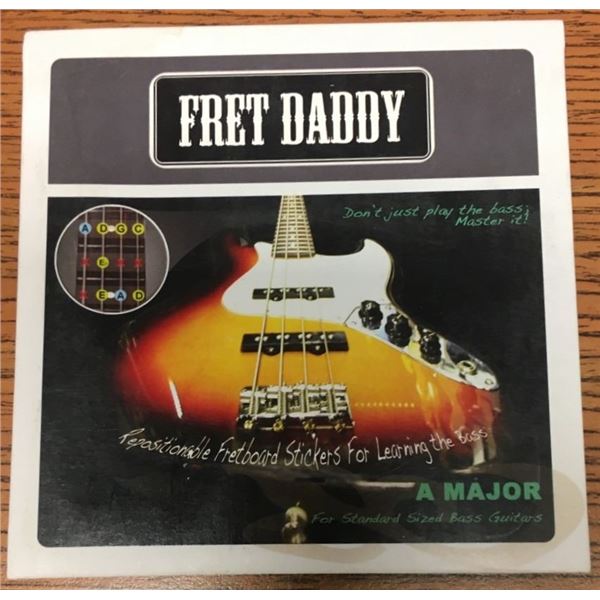 FRET DADDY
Don't just play the bass;
Master it!
A D G C
E
E A D
Repositionable Fretboard Stickers For Learning the Bass
A MAJOR
For Standard Sized Bass Guitars